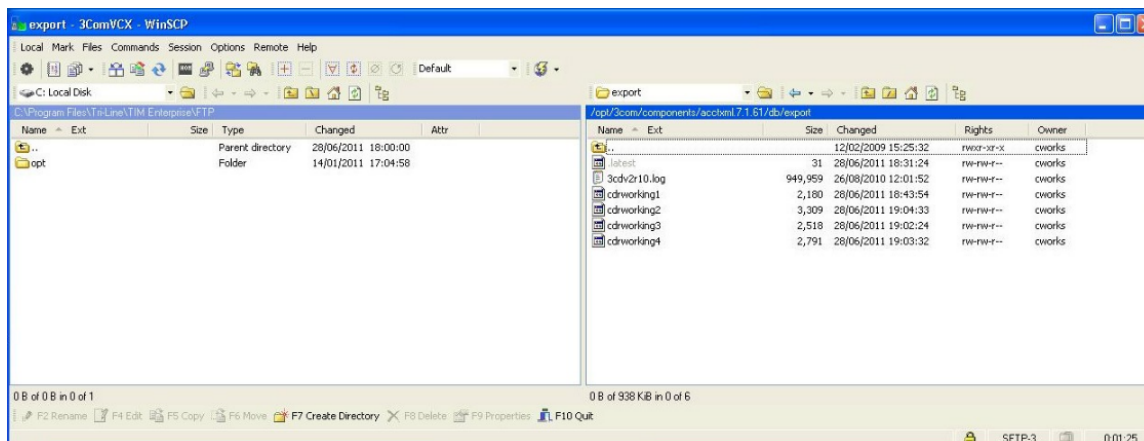 export - 3ComVCX - WinSCP
Local Mark Files Commands Session Options Remote Help
Default
C: Local Disk
export
C:\Program Files\Tri-Line\TIM Enterprise\FTP
/opt/3com/components/acctxml.7.1.61/db/export
Name Ext Size Type Changed Attr
Name Ext Size Changed Rights Owner
.. Parent directory 28/06/2011 18:00:00
opt Folder 14/01/2011 17:04:58
.. 12/02/2009 15:25:32 rwxr-xr-x cworks
.latest 31 28/06/2011 18:31:24 rw-rw-r-- cworks
3cdv2r10.log 949,959 26/08/2010 12:01:52 rw-rw-r-- cworks
cdrworking1 2,180 28/06/2011 18:43:54 rw-rw-r-- cworks
cdrworking2 3,309 28/06/2011 19:04:33 rw-rw-r-- cworks
cdrworking3 2,518 28/06/2011 19:02:24 rw-rw-r-- cworks
cdrworking4 2,791 28/06/2011 19:03:32 rw-rw-r-- cworks
0 B of 0 B in 0 of 1
0 B of 938 KiB in 0 of 6
F2 Rename F4 Edit F5 Copy F6 Move F7 Create Directory F8 Delete F9 Properties F10 Quit
SFTP-3 0:01:25